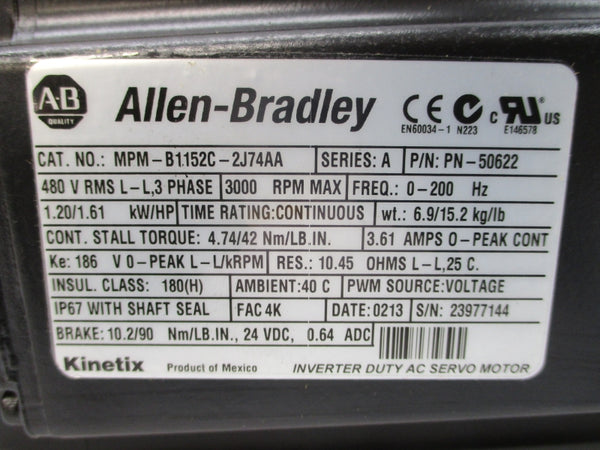 A-B QUALITY Allen-Bradley CE c RU US
EN60034-1 N223 E146578
CAT. NO.: MPM-B1152C-2J74AA SERIES: A P/N: PN-50622
480 V RMS L-L,3 PHASE 3000 RPM MAX FREQ.: 0-200 Hz
1.20/1.61 kW/HP TIME RATING:CONTINUOUS wt.: 6.9/15.2 kg/lb
CONT. STALL TORQUE: 4.74/42 Nm/LB.IN. 3.61 AMPS 0-PEAK CONT
Ke: 186 V 0-PEAK L-L/kRPM RES.: 10.45 OHMS L-L,25 C.
INSUL. CLASS: 180(H) AMBIENT:40 C PWM SOURCE:VOLTAGE
IP67 WITH SHAFT SEAL FAC 4K DATE:0213 S/N: 23977144
BRAKE: 10.2/90 Nm/LB.IN., 24 VDC, 0.64 ADC
Kinetix Product of Mexico INVERTER DUTY AC SERVO MOTOR